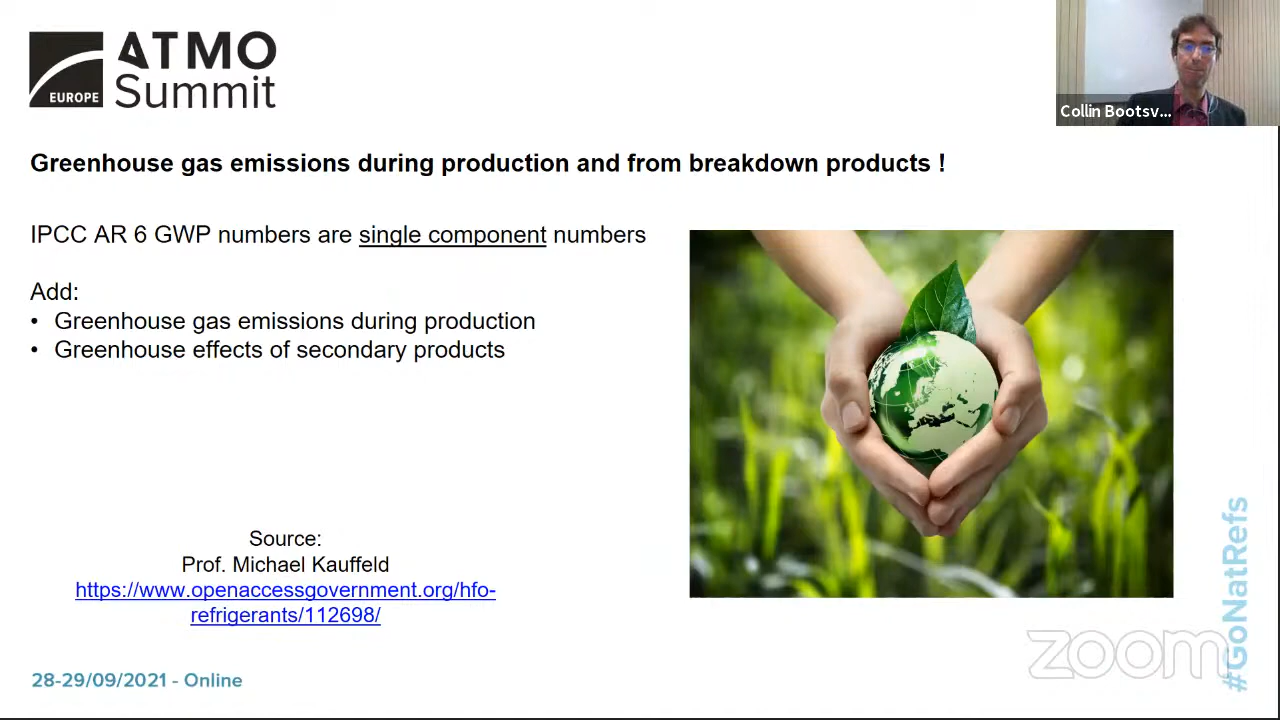 ATMO
EUROPE
Summit
Collin Bootsv...
Greenhouse gas emissions during production and from breakdown products !
IPCC AR 6 GWP numbers are single component numbers
Add:
• Greenhouse gas emissions during production
• Greenhouse effects of secondary products
Source:
Prof. Michael Kauffeld
https://www.openaccessgovernment.org/hfo-
refrigerants/112698/
28-29/09/2021 - Online
zoom
#GoNatRefs